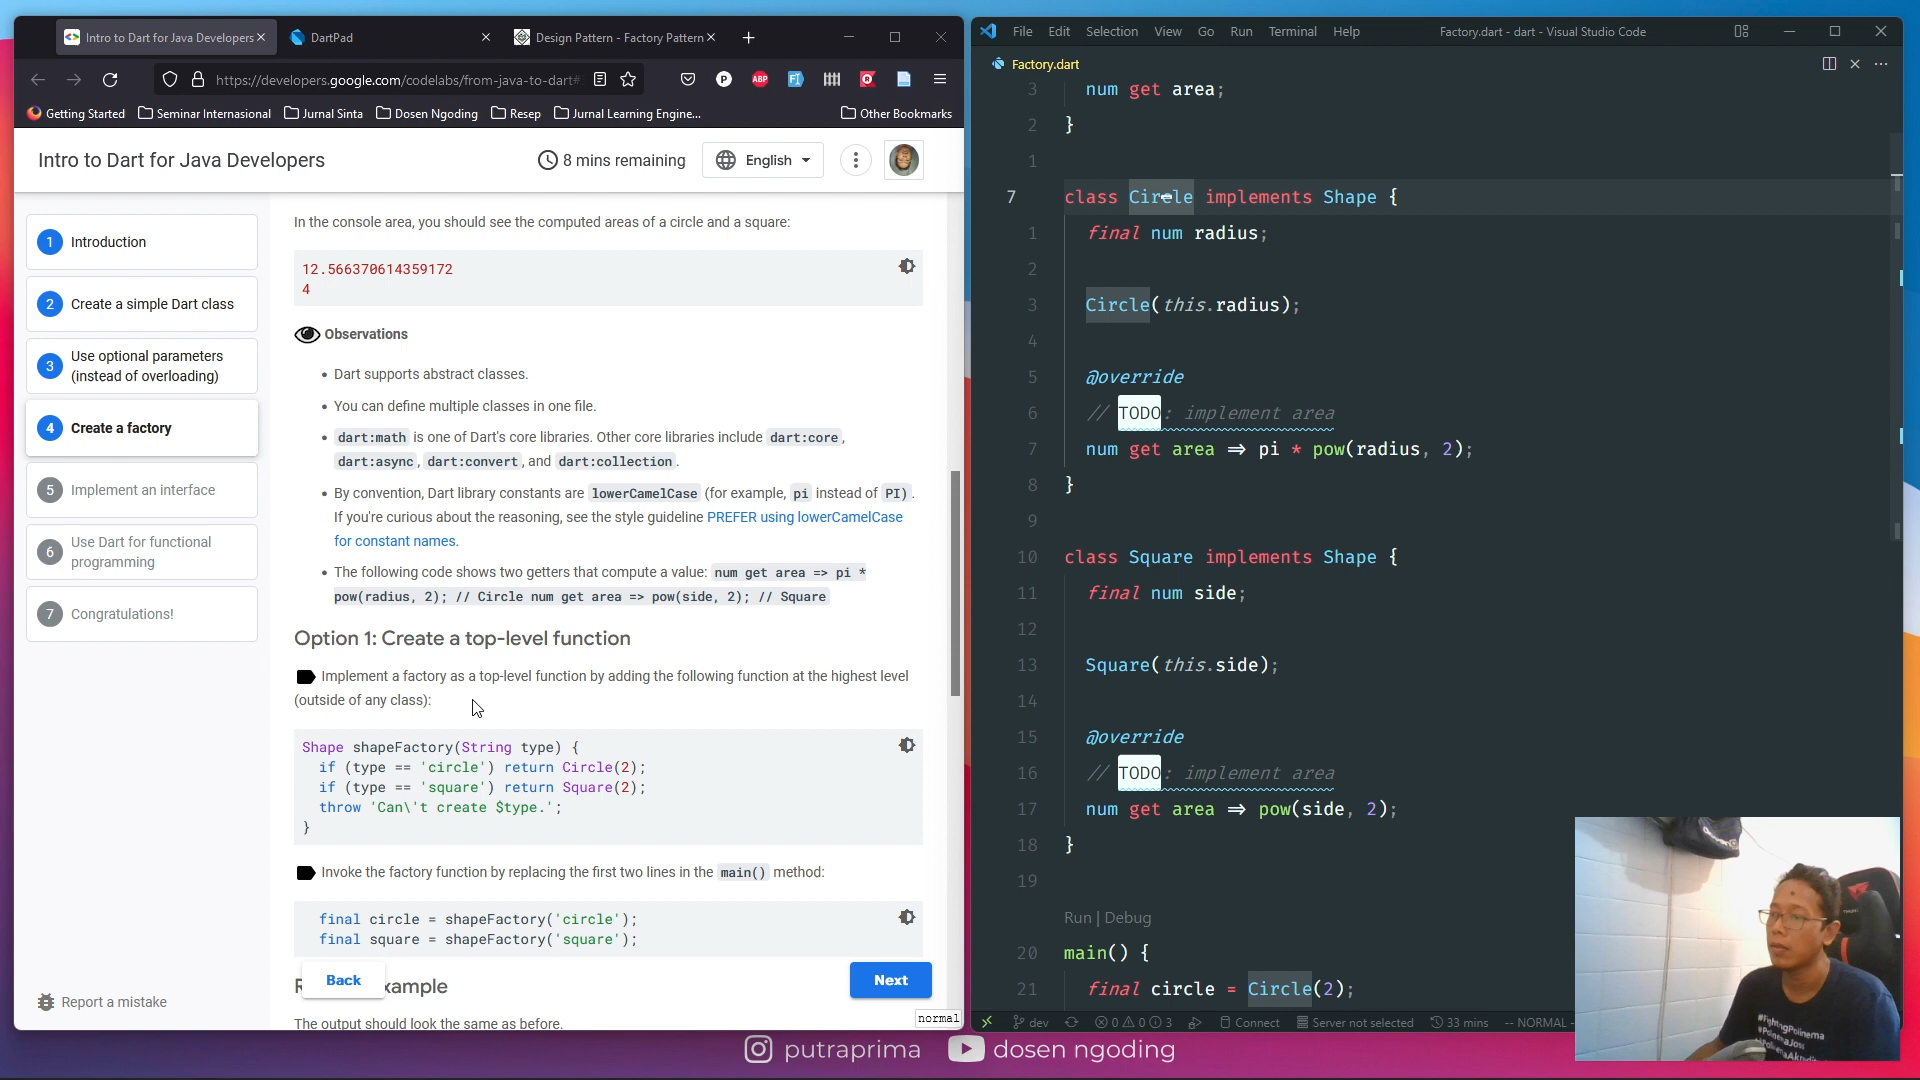 Intro to Dart for Java Developers
DartPad
Design Pattern - Factory Pattern
https://developers.google.com/codelabs/from-java-to-dart#
Getting Started
Seminar Internasional
Jurnal Sinta
Dosen Ngoding
Resep
Jurnal Learning Engine...
Other Bookmarks
Intro to Dart for Java Developers
8 mins remaining
English
1 Introduction
2 Create a simple Dart class
3 Use optional parameters
(instead of overloading)
4 Create a factory
5 Implement an interface
6 Use Dart for functional
programming
7 Congratulations!
Report a mistake
In the console area, you should see the computed areas of a circle and a square:
12.566370614359172
4
Observations
• Dart supports abstract classes.
• You can define multiple classes in one file.
• dart:math is one of Dart's core libraries. Other core libraries include dart:core,
dart:async, dart:convert, and dart:collection.
• By convention, Dart library constants are lowerCamelCase (for example, pi instead of PI).
If you're curious about the reasoning, see the style guideline PREFER using lowerCamelCase
for constant names.
• The following code shows two getters that compute a value: num get area => pi *
pow(radius, 2); // Circle num get area => pow(side, 2); // Square
Option 1: Create a top-level function
Implement a factory as a top-level function by adding the following function at the highest level
(outside of any class):
Shape shapeFactory(String type) {
if (type == 'circle') return Circle(2);
if (type == 'square') return Square(2);
throw 'Can\'t create $type.';
}
Invoke the factory function by replacing the first two lines in the main() method:
final circle = shapeFactory('circle');
final square = shapeFactory('square');
Back
xample
Next
The output should look the same as before.
normal
File Edit Selection View Go Run Terminal Help
Factory.dart - dart - Visual Studio Code
Factory.dart
3 num get area;
2 }
1
7 class Circle implements Shape {
1 final num radius;
2
3 Circle(this.radius);
4
5 @override
6 // TODO: implement area
7 num get area => pi * pow(radius, 2);
8 }
9
10 class Square implements Shape {
11 final num side;
12
13 Square(this.side);
14
15 @override
16 // TODO: implement area
17 num get area => pow(side, 2);
18 }
19
Run | Debug
20 main() {
21 final circle = Circle(2);
dev
0 0 3
Connect
Server not selected
33 mins
-- NORMAL -
#FightingPolinema
putraprima
dosen ngoding